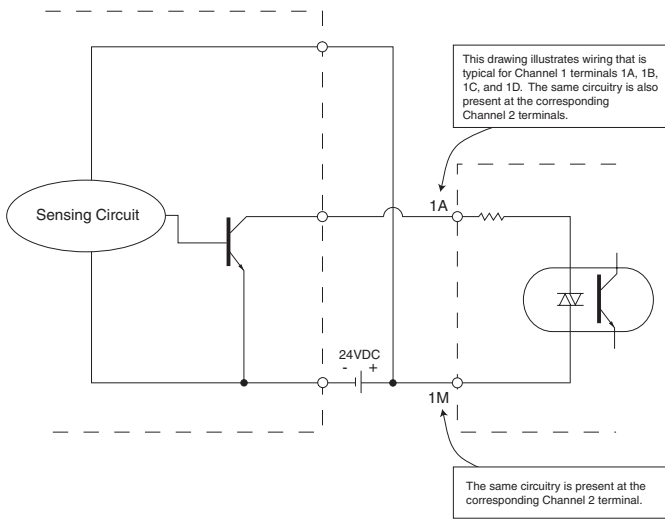 This drawing illustrates wiring that is
typical for Channel 1 terminals 1A, 1B,
1C, and 1D. The same circuitry is also
present at the corresponding
Channel 2 terminals.
1A
Sensing Circuit
24VDC
- +
1M
The same circuitry is present at the
corresponding Channel 2 terminal.